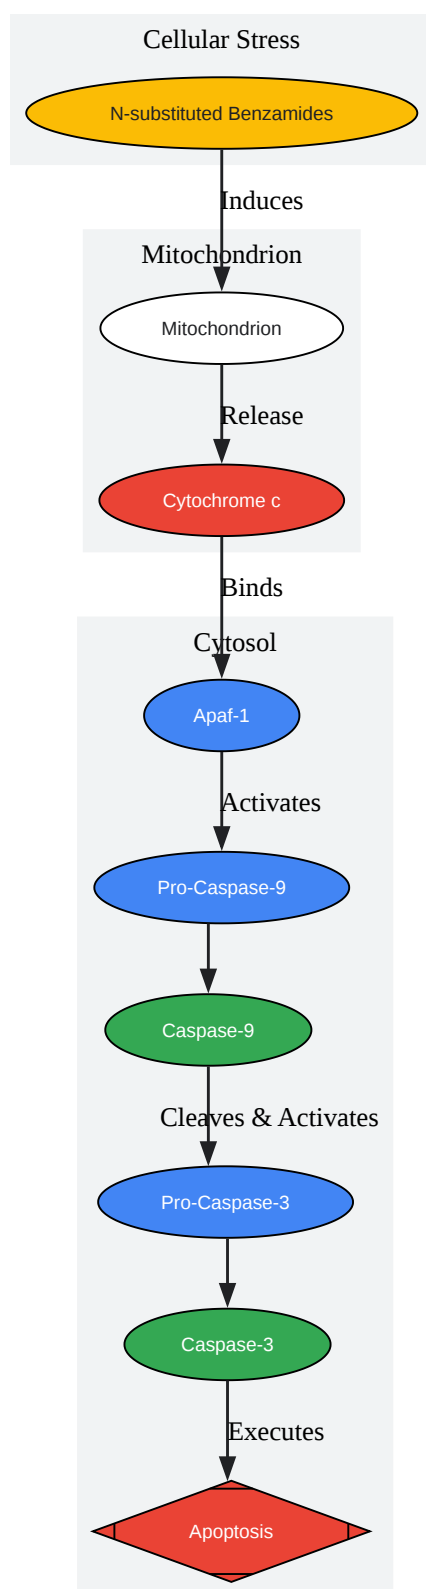 Cellular Stress
N-substituted Benzamides
Induces
Mitochondrion
Mitochondrion
Release
Cytochrome c
Binds
Cytosol
Apaf-1
Activates
Pro-Caspase-9
Caspase-9
Cleaves & Activates
Pro-Caspase-3
Caspase-3
Executes
Apoptosis